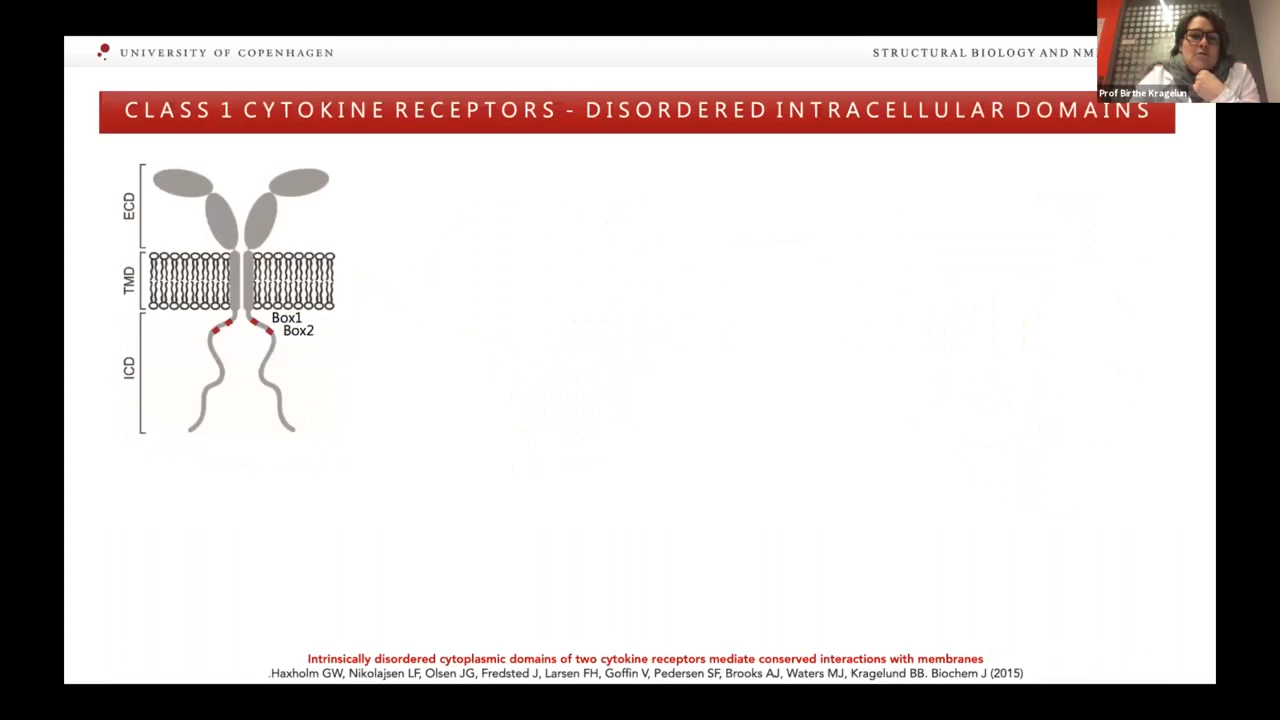 UNIVERSITY OF COPENHAGEN
STRUCTURAL BIOLOGY AND NM
Prof Birthe Kragelun
CLASS 1 CYTOKINE RECEPTORS - DISORDERED INTRACELLULAR DOMAINS
ECD
TMD
Box1
Box2
ICD
Intrinsically disordered cytoplasmic domains of two cytokine receptors mediate conserved interactions with membranes
.Haxholm GW, Nikolajsen LF, Olsen JG, Fredsted J, Larsen FH, Goffin V, Pedersen SF, Brooks AJ, Waters MJ, Kragelund BB. Biochem J (2015)